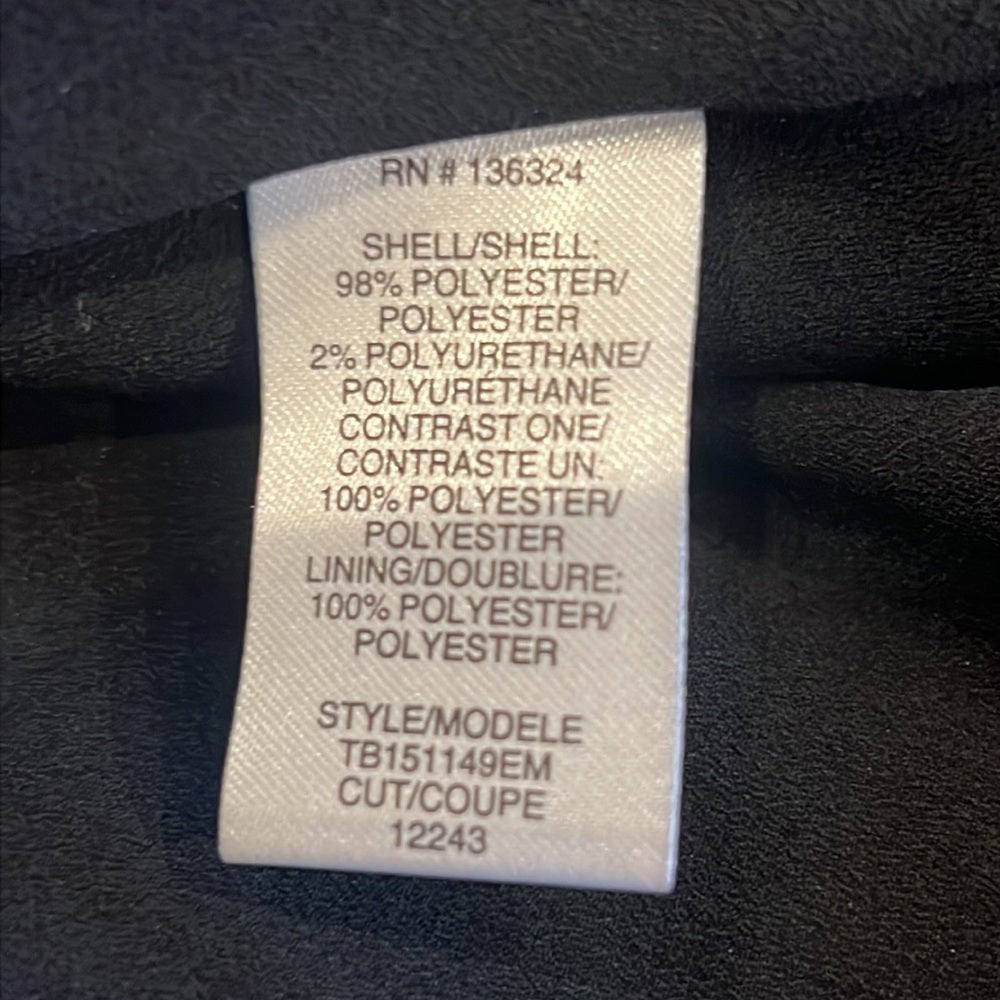 RN # 136324
SHELL/SHELL:
98% POLYESTER/
POLYESTER
2% POLYURETHANE/
POLYURÉTHANE
CONTRAST ONE/
CONTRASTE UN:
100% POLYESTER/
POLYESTER
LINING/DOUBLURE:
100% POLYESTER/
POLYESTER
STYLE/MODELE
TB151149EM
CUT/COUPE
12243